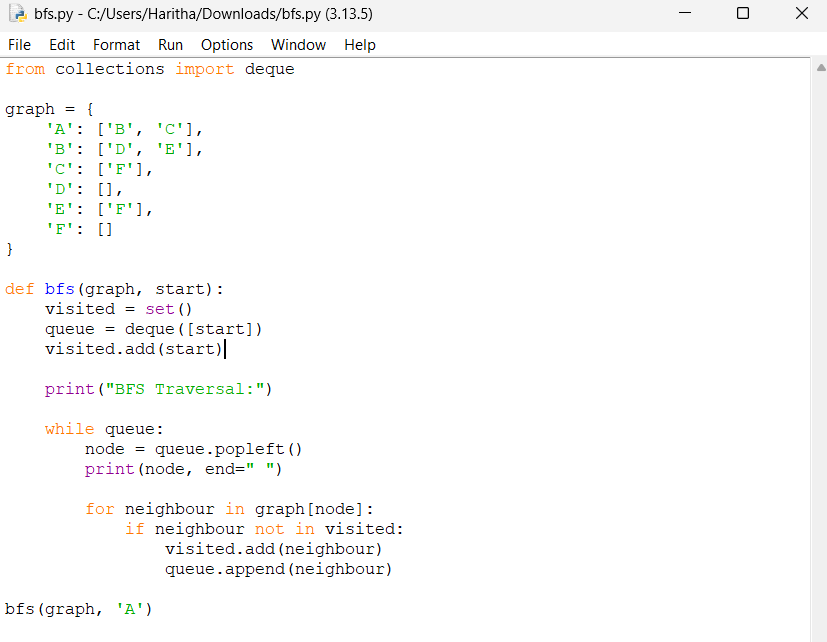 bfs.py - C:/Users/Haritha/Downloads/bfs.py (3.13.5)
File Edit Format Run Options Window Help
from collections import deque

graph = {
    'A': ['B', 'C'],
    'B': ['D', 'E'],
    'C': ['F'],
    'D': [],
    'E': ['F'],
    'F': []
}

def bfs(graph, start):
    visited = set()
    queue = deque([start])
    visited.add(start)

    print("BFS Traversal:")

    while queue:
        node = queue.popleft()
        print(node, end=" ")

        for neighbour in graph[node]:
            if neighbour not in visited:
                visited.add(neighbour)
                queue.append(neighbour)

bfs(graph, 'A')